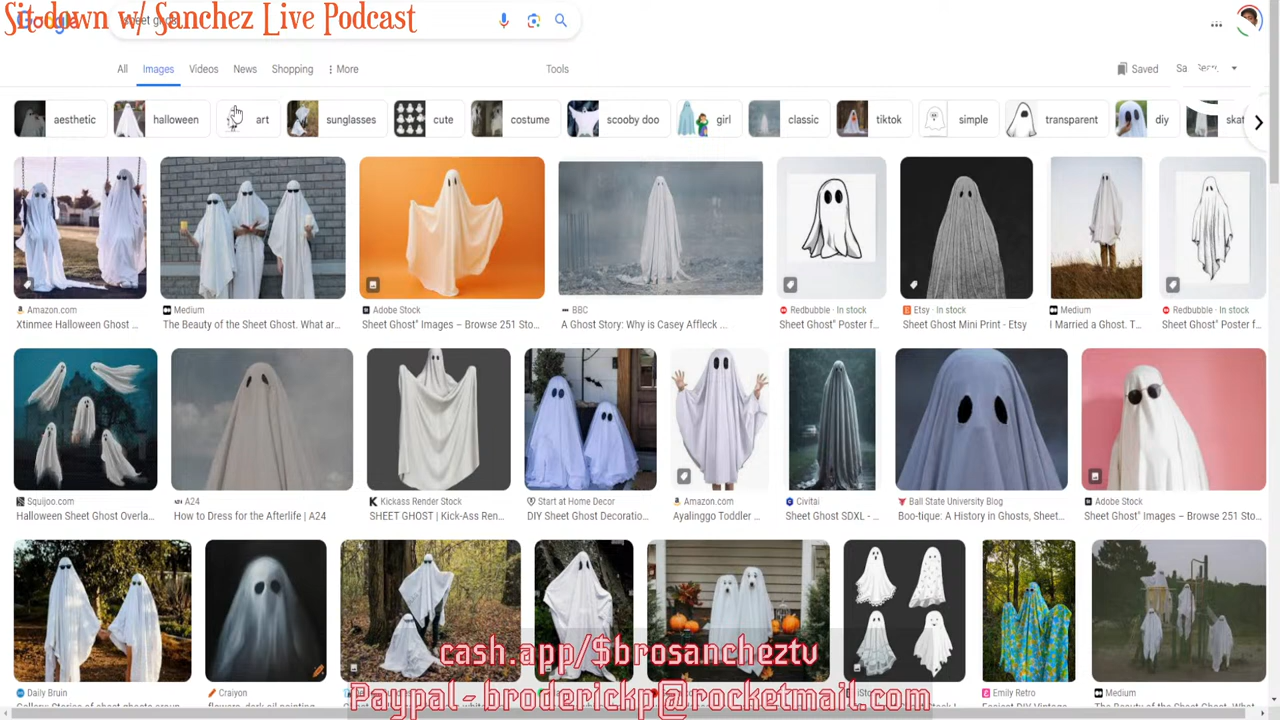 Sit down w/ Sanchez Live Podcast
sheet
All
Images
Videos
News
Shopping
More
Tools
Saved
aesthetic
halloween
art
sunglasses
cute
costume
scooby doo
girl
classic
tiktok
simple
transparent
diy
Amazon.com
Xtinmee Halloween Ghost ...
Medium
The Beauty of the Sheet Ghost. What ar...
Adobe Stock
Sheet Ghost" Images – Browse 251 Sto...
BBC
A Ghost Story: Why is Casey Affleck ...
Redbubble · In stock
Sheet Ghost" Poster f...
Etsy · In stock
Sheet Ghost Mini Print - Etsy
Medium
I Married a Ghost. T...
Redbubble · In stock
Sheet Ghost" Poster f...
Squijoo.com
Halloween Sheet Ghost Overla...
A24
How to Dress for the Afterlife | A24
Kickass Render Stock
SHEET GHOST | Kick-Ass Ren...
Start at Home Decor
DIY Sheet Ghost Decoratio...
Amazon.com
Ayalinggo Toddler ...
Civitai
Sheet Ghost SDXL - ...
Ball State University Blog
Boo-tique: A History in Ghosts, Sheet...
Adobe Stock
Sheet Ghost" Images – Browse 251 Sto...
cash.app/$brosancheztv
Daily Bruin
Craiyon
Emily Retro
Medium
Paypal - broderickp@rocketmail.com